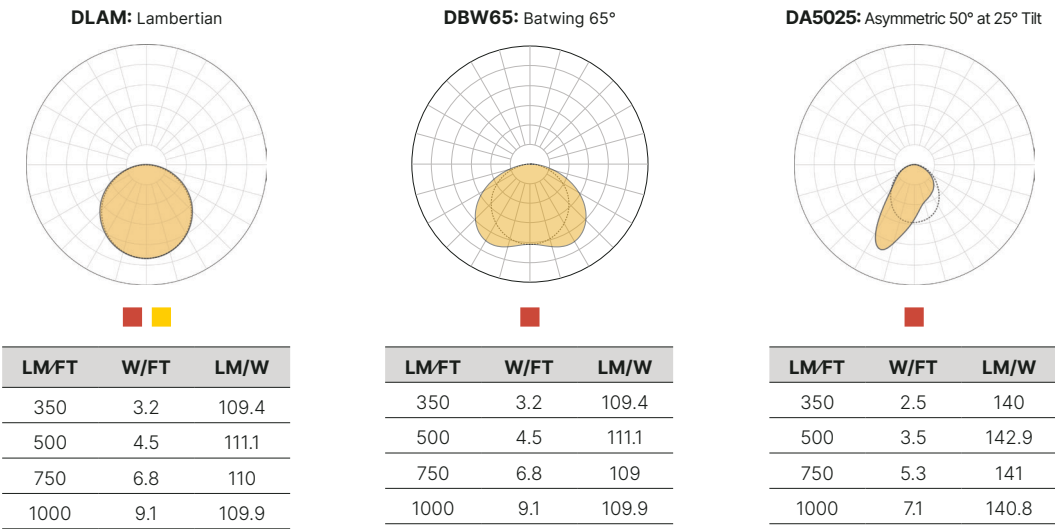 DLAM: Lambertian
LM/FT W/FT LM/W
350 3.2 109.4
500 4.5 111.1
750 6.8 110
1000 9.1 109.9
DBW65: Batwing 65°
LM/FT W/FT LM/W
350 3.2 109.4
500 4.5 111.1
750 6.8 109
1000 9.1 109.9
DA5025: Asymmetric 50° at 25° Tilt
LM/FT W/FT LM/W
350 2.5 140
500 3.5 142.9
750 5.3 141
1000 7.1 140.8